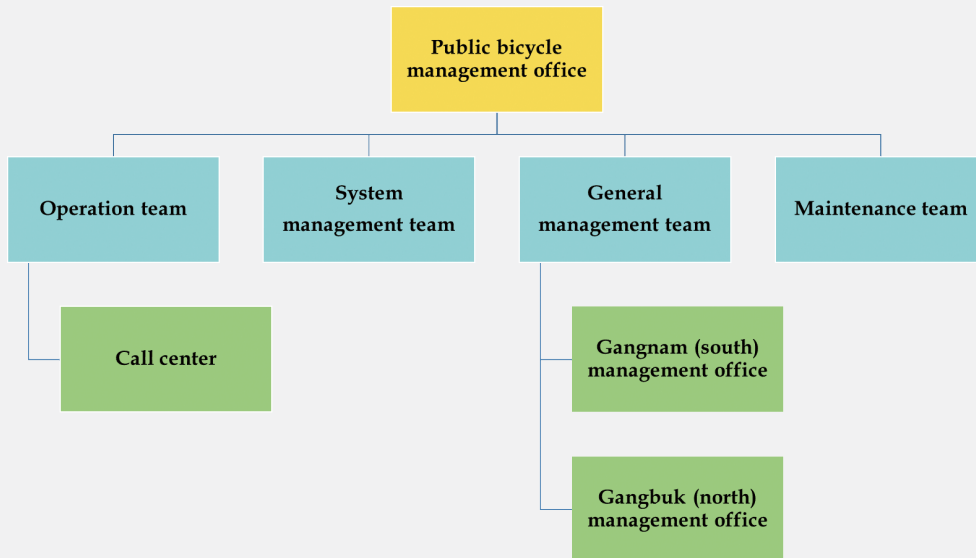 Public bicycle
management office
Operation team
System
management team
General
management team
Maintenance team
Call center
Gangnam (south)
management office
Gangbuk (north)
management office